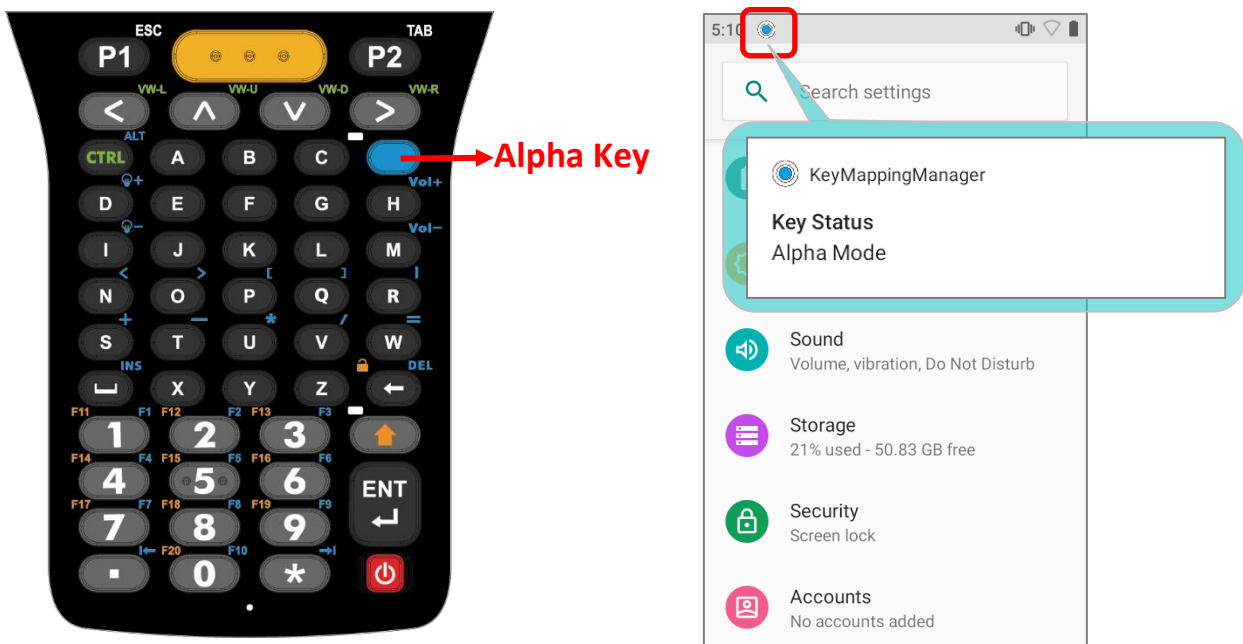 ESC TAB
P1 P2
VW-L VW-U VW-D VW-R
< ʌ v >
ALT
CTRL A B C
Alpha Key
+ Vol+
D E F G H
- Vol-
I J K L M
< > [ ] |
N O P Q R
+ - * / =
S T U V W
INS DEL
X Y Z ←
F11 F1 F12 F2 F13 F3
1 2 3
F14 F4 F15 F5 F16 F6
4 5 6
ENT
F17 F7 F18 F8 F19 F9
7 8 9
|← F20 F10 →|
. 0 *
5:10
Search settings
KeyMappingManager
Key Status
Alpha Mode
Sound
Volume, vibration, Do Not Disturb
Storage
21% used - 50.83 GB free
Security
Screen lock
Accounts
No accounts added